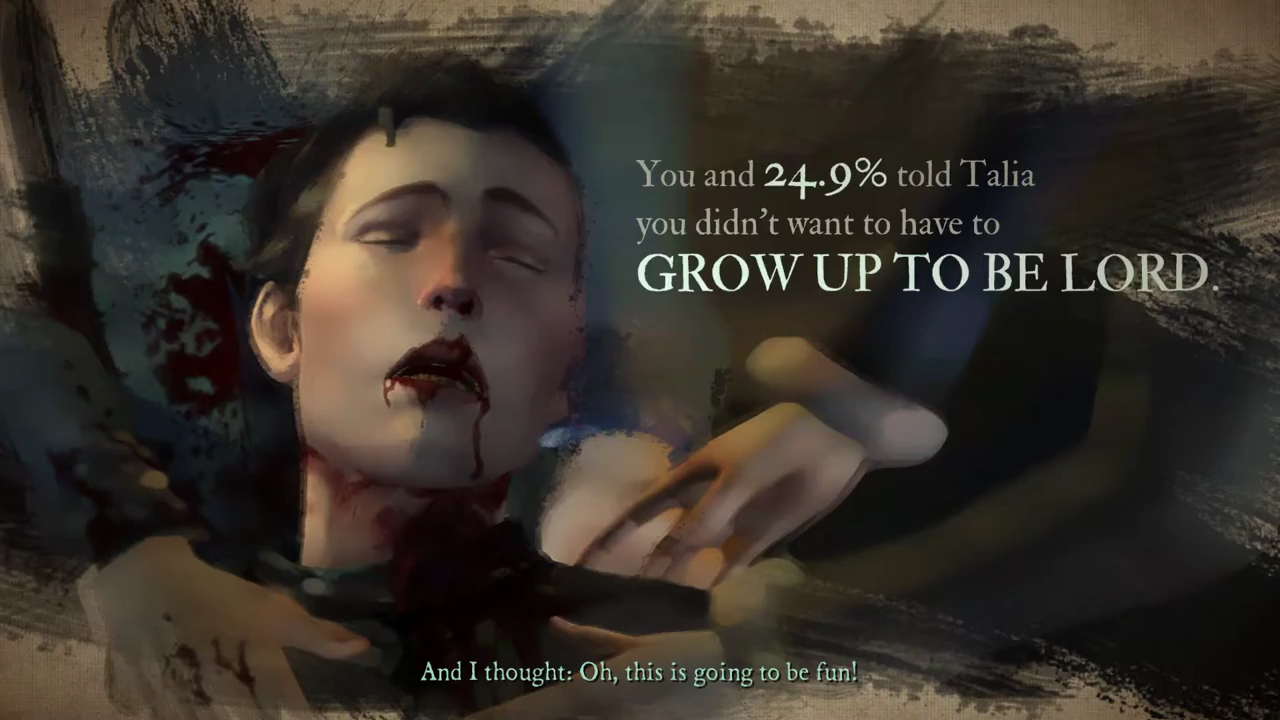 You and 24.9% told Talia
you didn't want to have to
GROW UP TO BE LORD.
And I thought: Oh, this is going to be fun!